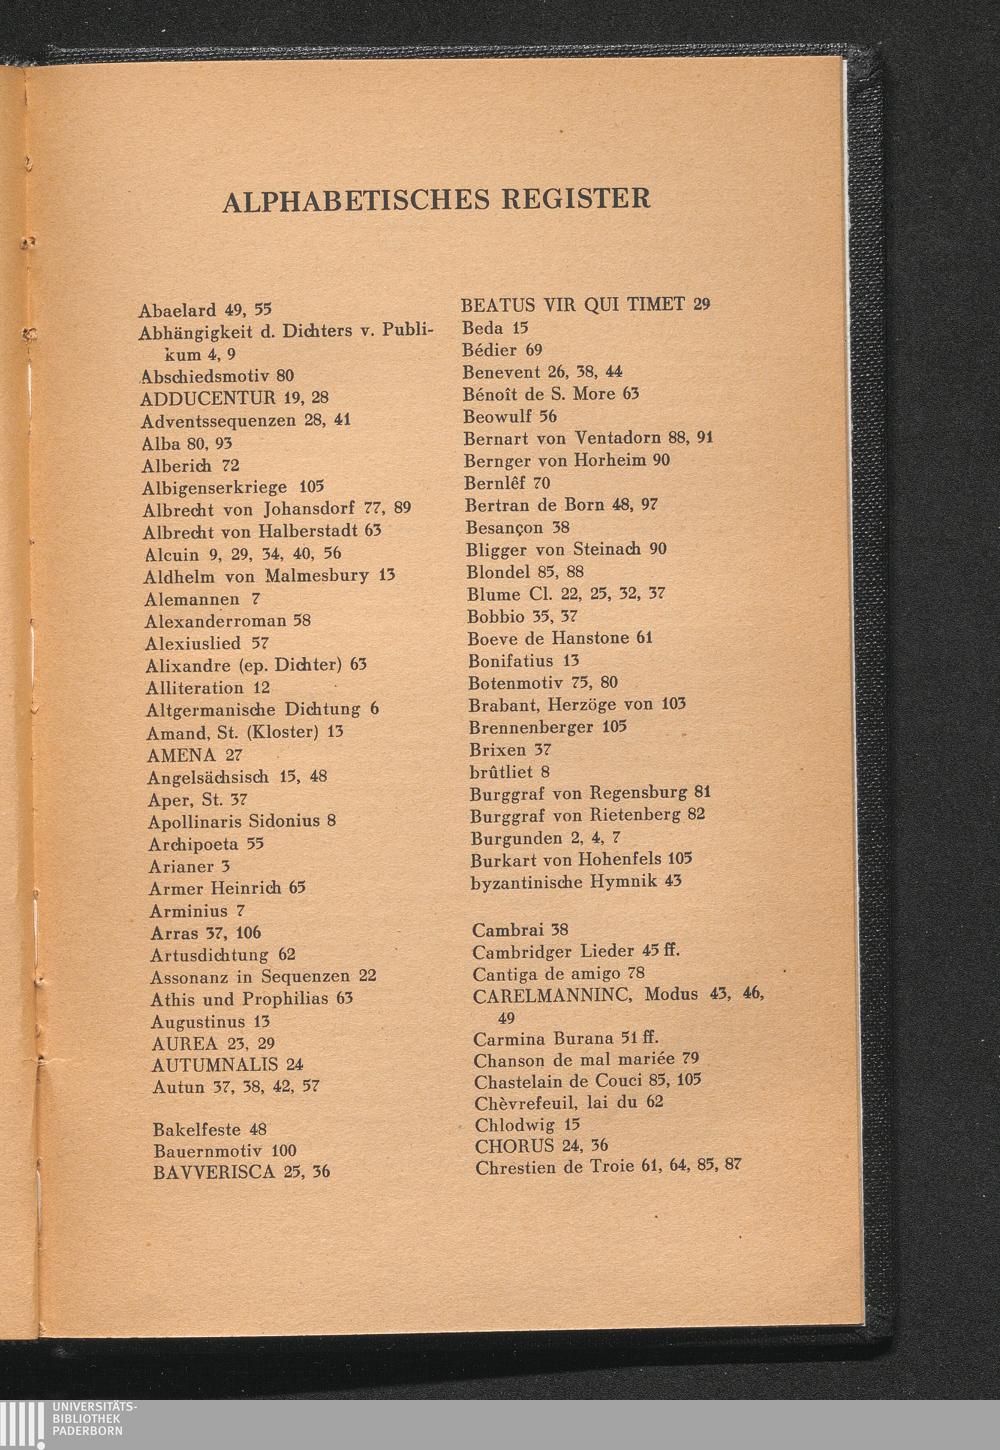 ALPHABETISCHES REGISTER
Abaelard 49, 55
Abhängigkeit d. Dichters v. Publi-
kum 4, 9
Abschiedsmotiv 80
ADDUCENTUR 19, 28
Adventssequenzen 28, 41
Alba 80, 93
Alberich 72
Albigenserkriege 105
Albrecht von Johansdorf 77, 89
Albrecht von Halberstadt 63
Alcuin 9, 29, 34, 40, 56
Aldhelm von Malmesbury 13
Alemannen 7
Alexanderroman 58
Alexiuslied 57
Alixandre (ep. Dichter) 63
Alliteration 12
Altgermanische Dichtung 6
Amand, St. (Kloster) 13
AMENA 27
Angelsächsisch 15, 48
Aper, St. 37
Apollinaris Sidonius 8
Archipoeta 55
Arianer 3
Armer Heinrich 65
Arminius 7
Arras 37, 106
Artusdichtung 62
Assonanz in Sequenzen 22
Athis und Prophilias 63
Augustinus 13
AUREA 23, 29
AUTUMNALIS 24
Autun 37, 38, 42, 57
Bakelfeste 48
Bauernmotiv 100
BAVVERISCA 25, 36
BEATUS VIR QUI TIMET 29
Beda 15
Bédier 69
Benevent 26, 38, 44
Bénoît de S. More 63
Beowulf 56
Bernart von Ventadorn 88, 91
Bernger von Horheim 90
Bernlêf 70
Bertran de Born 48, 97
Besançon 38
Bligger von Steinach 90
Blondel 85, 88
Blume Cl. 22, 25, 32, 37
Bobbio 35, 37
Boeve de Hanstone 61
Bonifatius 13
Botenmotiv 75, 80
Brabant, Herzöge von 103
Brennenberger 105
Brixen 37
brûtliet 8
Burggraf von Regensburg 81
Burggraf von Rietenberg 82
Burgunden 2, 4, 7
Burkart von Hohenfels 105
byzantinische Hymnik 43
Cambrai 38
Cambridger Lieder 45 ff.
Cantiga de amigo 78
CARELMANNINC, Modus 43, 46,
49
Carmina Burana 51 ff.
Chanson de mal mariée 79
Chastelain de Couci 85, 105
Chèvrefeuil, lai du 62
Chlodwig 15
CHORUS 24, 36
Chrestien de Troie 61, 64, 85, 87
UNIVERSITÄTS-
BIBLIOTHEK
PADERBORN